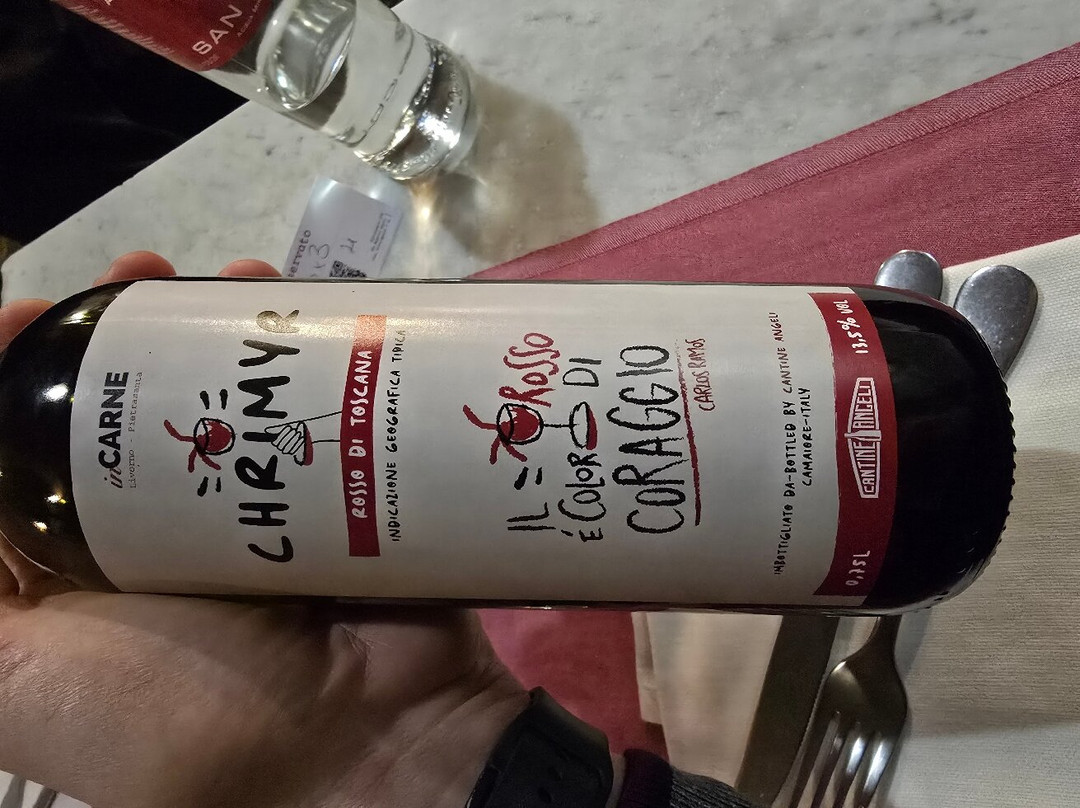 inCARNE
Livorno - Pietrasanta
CHRIMYR
ROSSO DI TOSCANA
INDICAZIONE GEOGRAFICA TIPICA
IL ROSSO
É COLORE DI
CORAGGIO
CARLOS RAMOS
IMBOTTIGLIATO DA-BOTTLED BY CANTINE ANGELI
CAMAIORE-ITALY
0,75L
CANTINE ANGELI
13,5% VOL
SAN